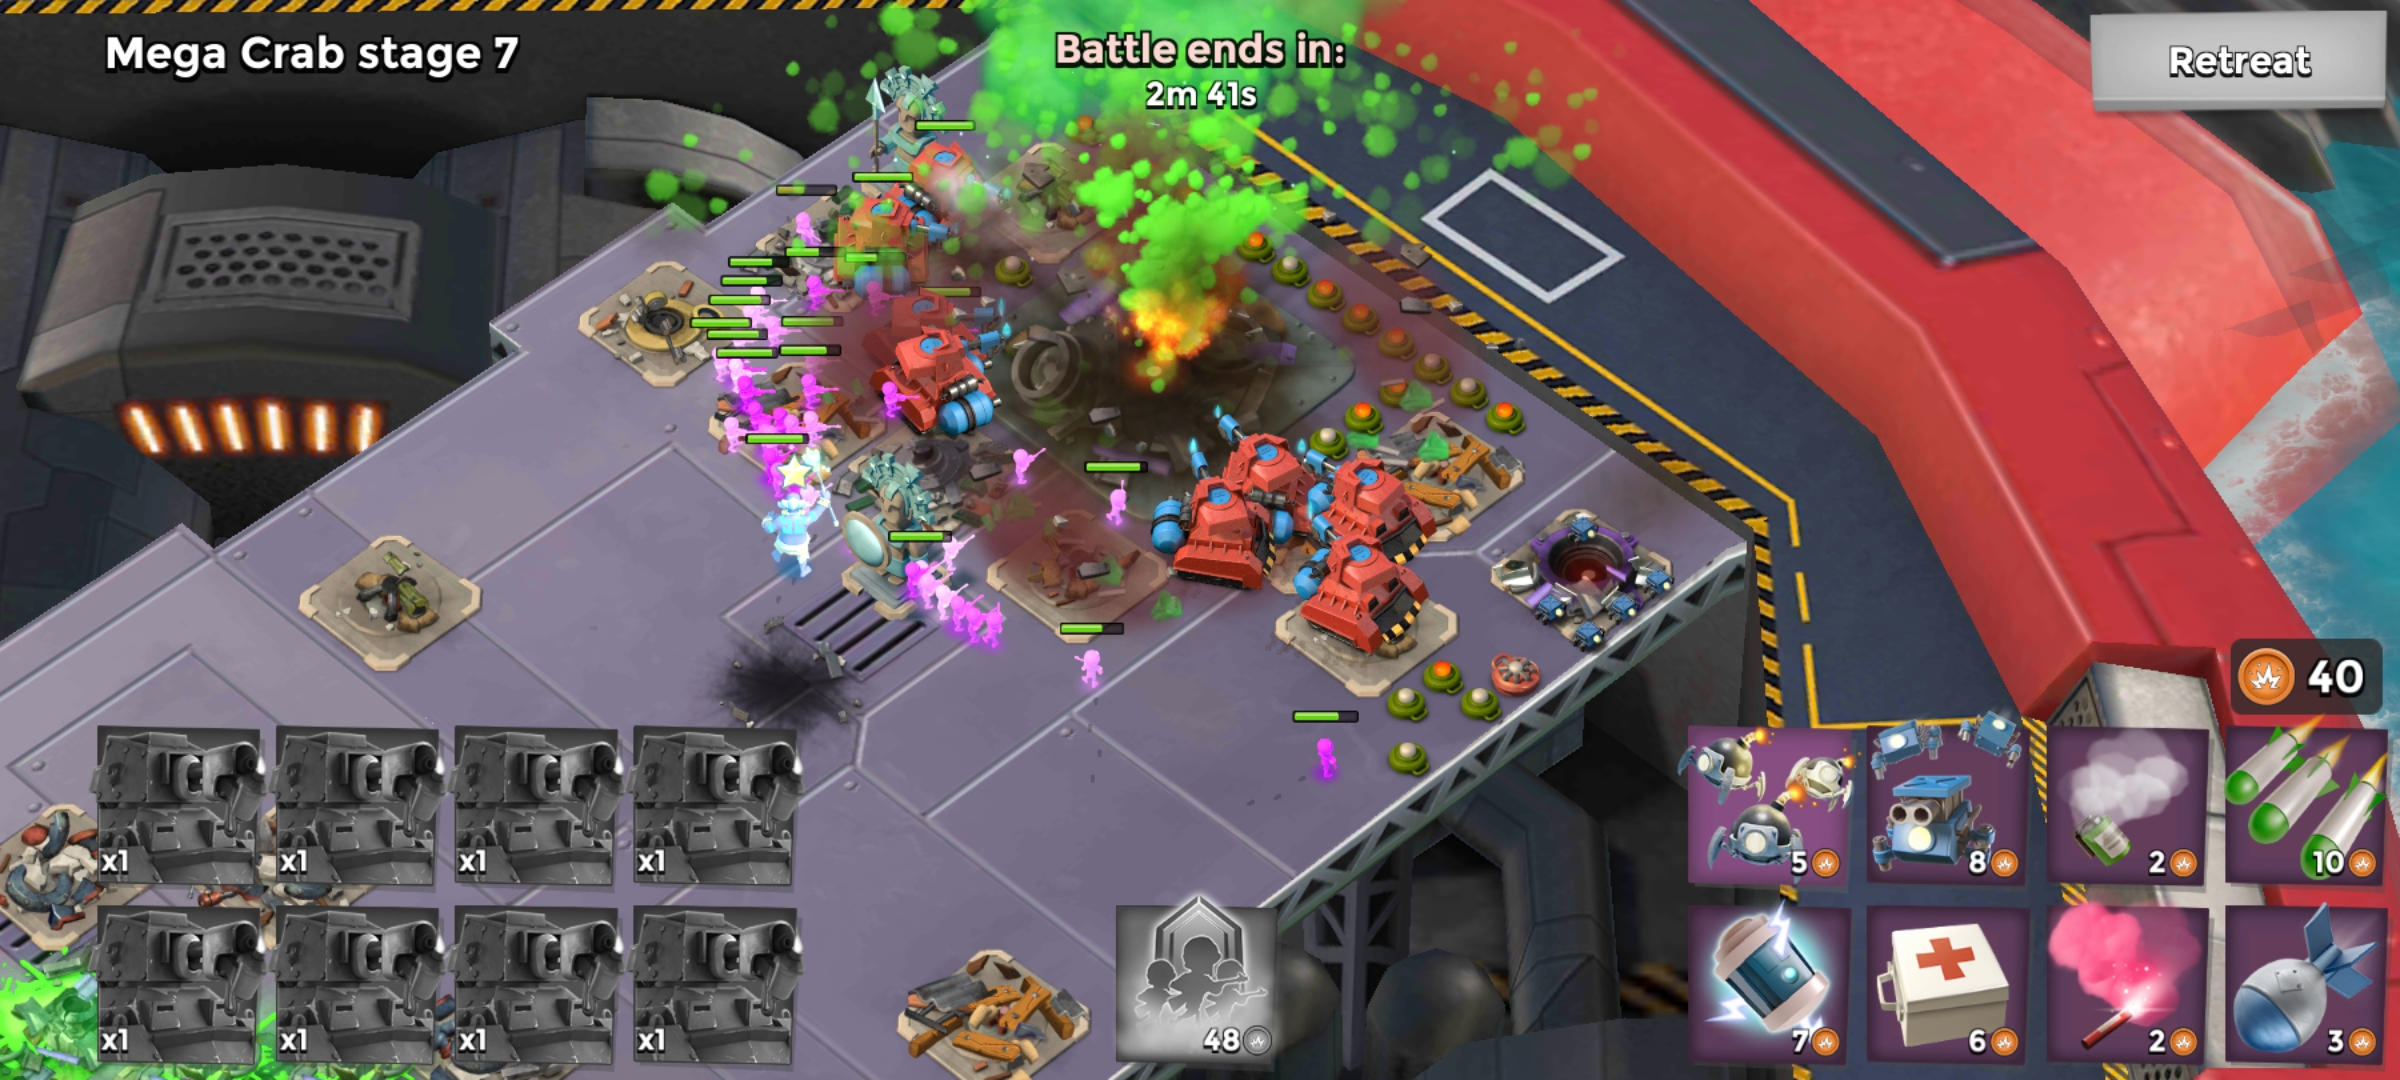 Mega Crab stage 7
Battle ends in:
2m 41s
Retreat
40
x1
x1
x1
x1
5
8
2
10
x1
x1
x1
x1
48
7
6
2
3